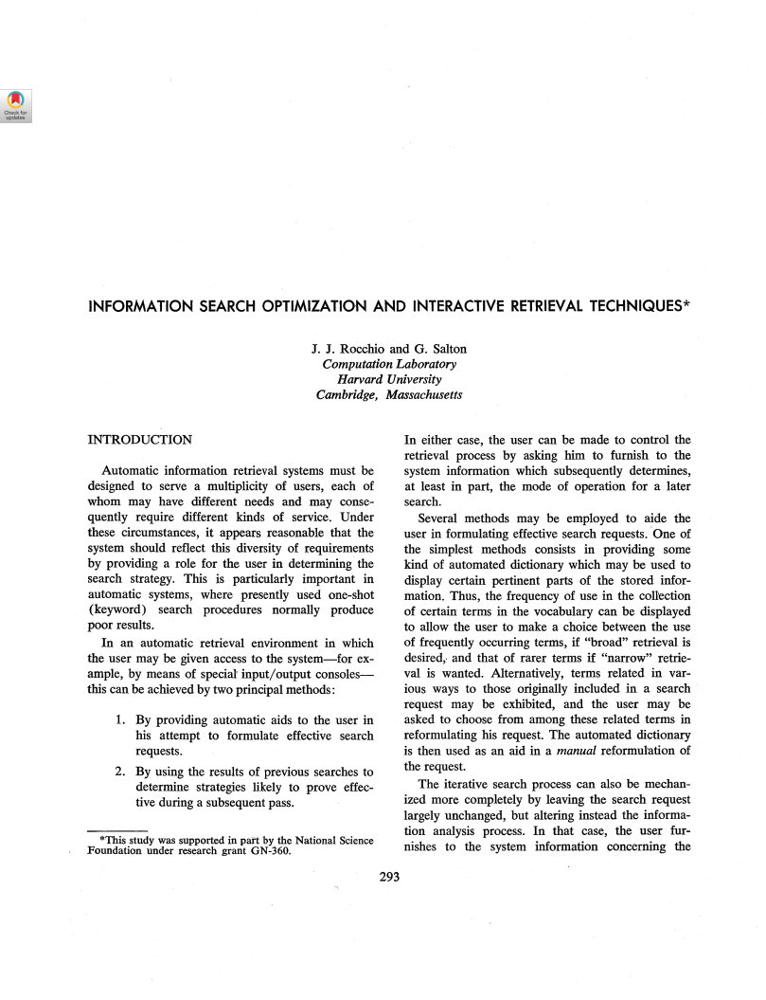 Check for
updates
INFORMATION SEARCH OPTIMIZATION AND INTERACTIVE RETRIEVAL TECHNIQUES*
J. J. Rocchio and G. Salton
Computation Laboratory
Harvard University
Cambridge, Massachusetts
INTRODUCTION
Automatic information retrieval systems must be
designed to serve a multiplicity of users, each of
whom may have different needs and may conse-
quently require different kinds of service. Under
these circumstances, it appears reasonable that the
system should reflect this diversity of requirements
by providing a role for the user in determining the
search strategy. This is particularly important in
automatic systems, where presently used one-shot
(keyword) search procedures normally produce
poor results.
In an automatic retrieval environment in which
the user may be given access to the system—for ex-
ample, by means of special input/output consoles—
this can be achieved by two principal methods:
1. By providing automatic aids to the user in
his attempt to formulate effective search
requests.
2. By using the results of previous searches to
determine strategies likely to prove effec-
tive during a subsequent pass.
*This study was supported in part by the National Science
Foundation under research grant GN-360.
In either case, the user can be made to control the
retrieval process by asking him to furnish to the
system information which subsequently determines,
at least in part, the mode of operation for a later
search.
Several methods may be employed to aide the
user in formulating effective search requests. One of
the simplest methods consists in providing some
kind of automated dictionary which may be used to
display certain pertinent parts of the stored infor-
mation. Thus, the frequency of use in the collection
of certain terms in the vocabulary can be displayed
to allow the user to make a choice between the use
of frequently occurring terms, if “broad” retrieval is
desired, and that of rarer terms if “narrow” retrie-
val is wanted. Alternatively, terms related in var-
ious ways to those originally included in a search
request may be exhibited, and the user may be
asked to choose from among these related terms in
reformulating his request. The automated dictionary
is then used as an aid in a manual reformulation of
the request.
The iterative search process can also be mechan-
ized more completely by leaving the search request
largely unchanged, but altering instead the informa-
tion analysis process. In that case, the user fur-
nishes to the system information concerning the
293